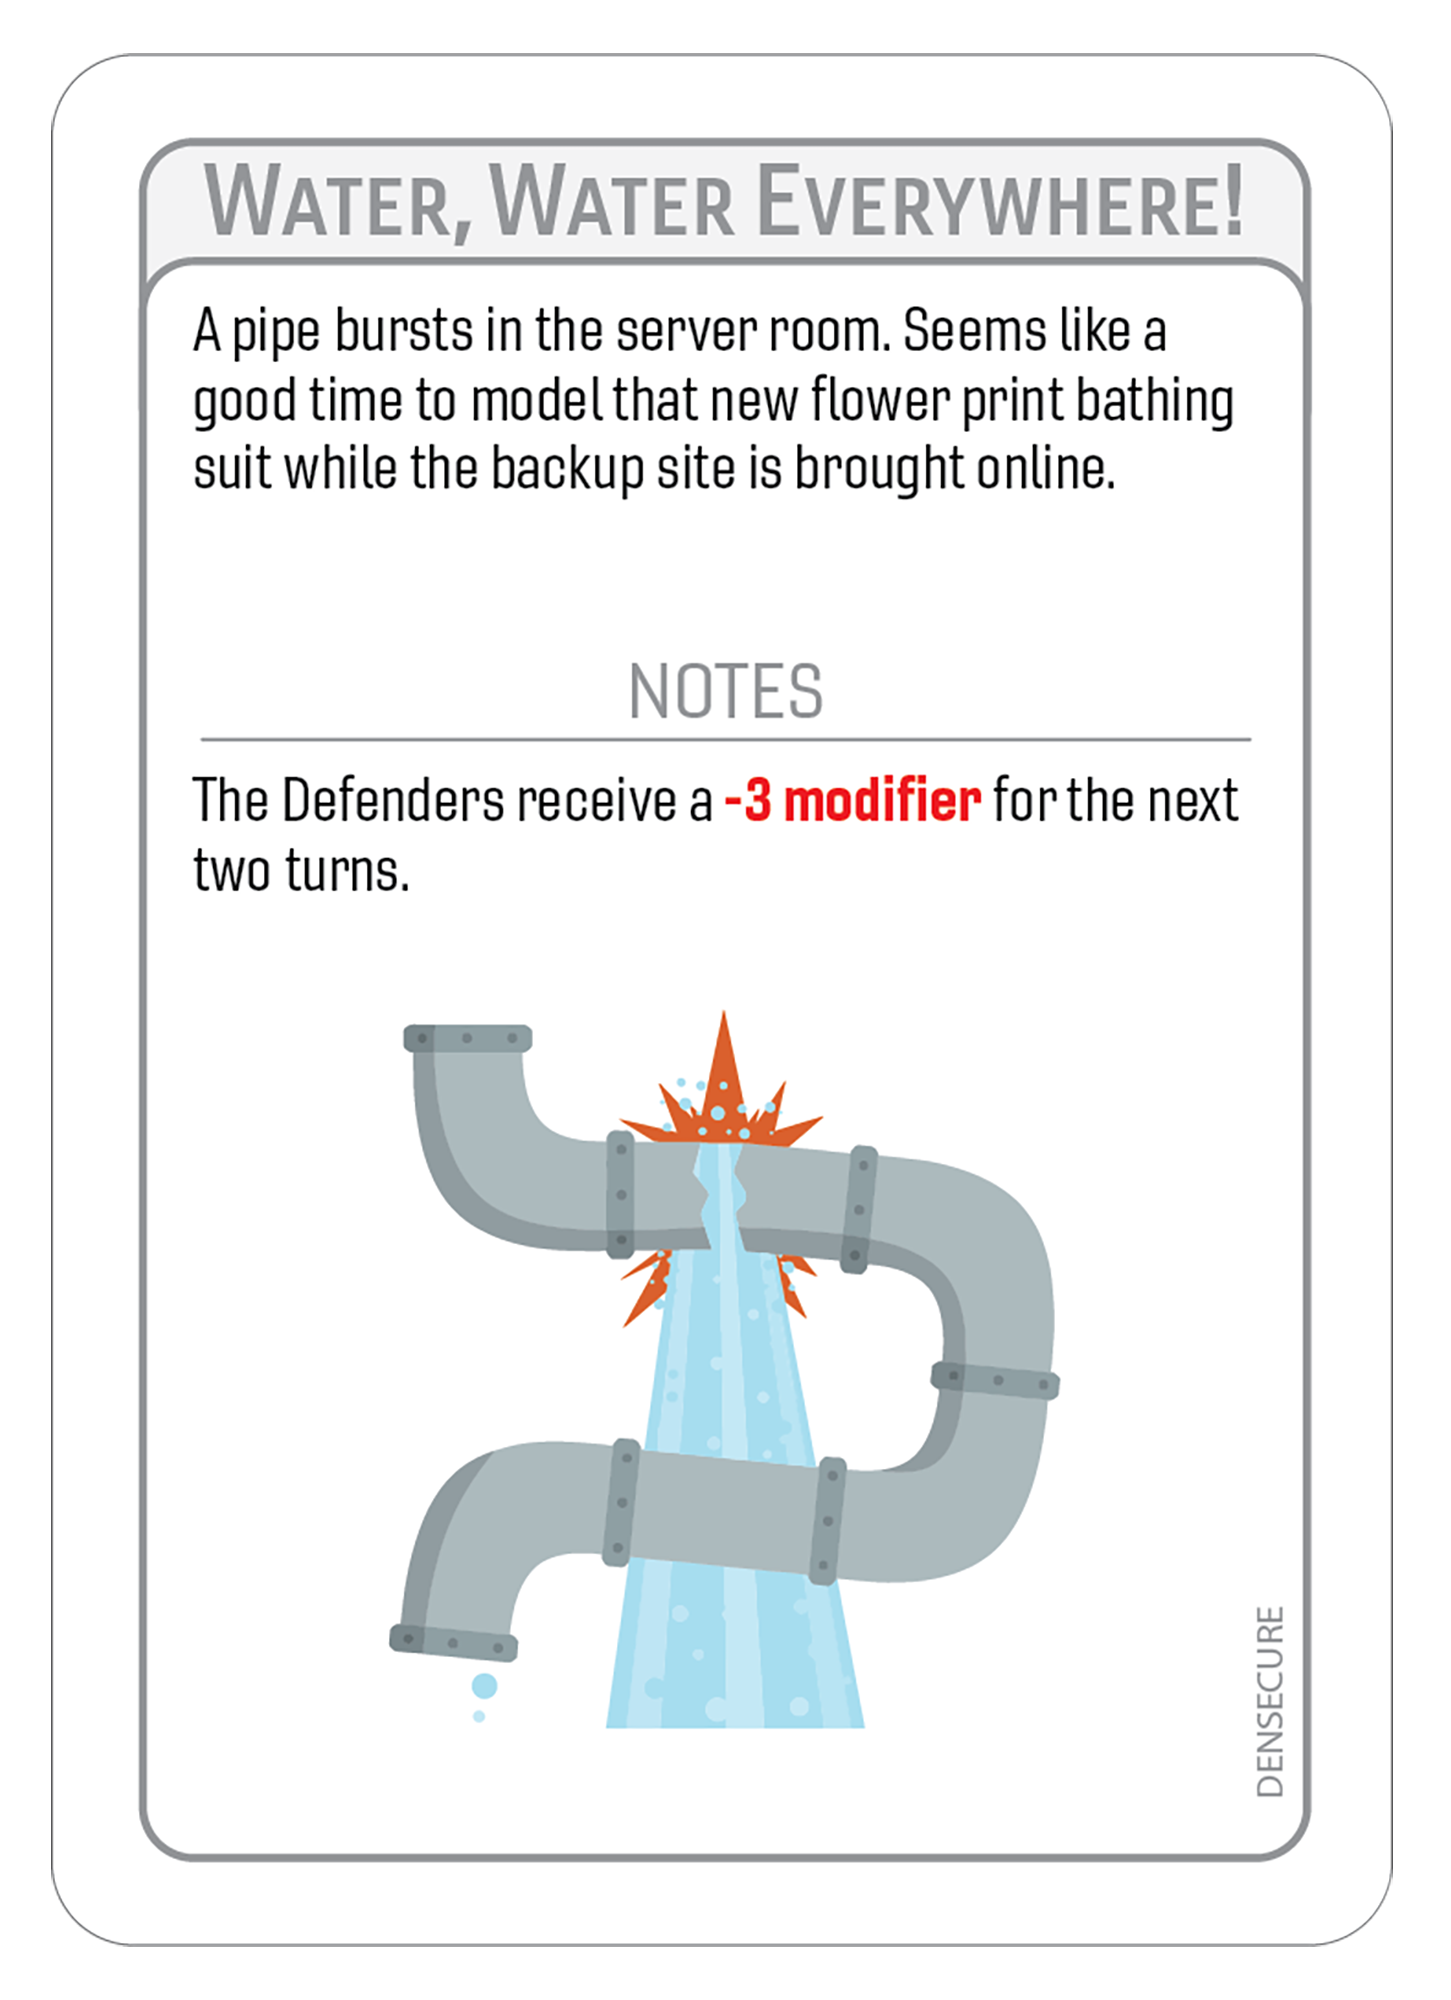 WATER, WATER EVERYWHERE!
A pipe bursts in the server room. Seems like a
good time to model that new flower print bathing
suit while the backup site is brought online.
NOTES
The Defenders receive a -3 modifier for the next
two turns.
DENSECURE